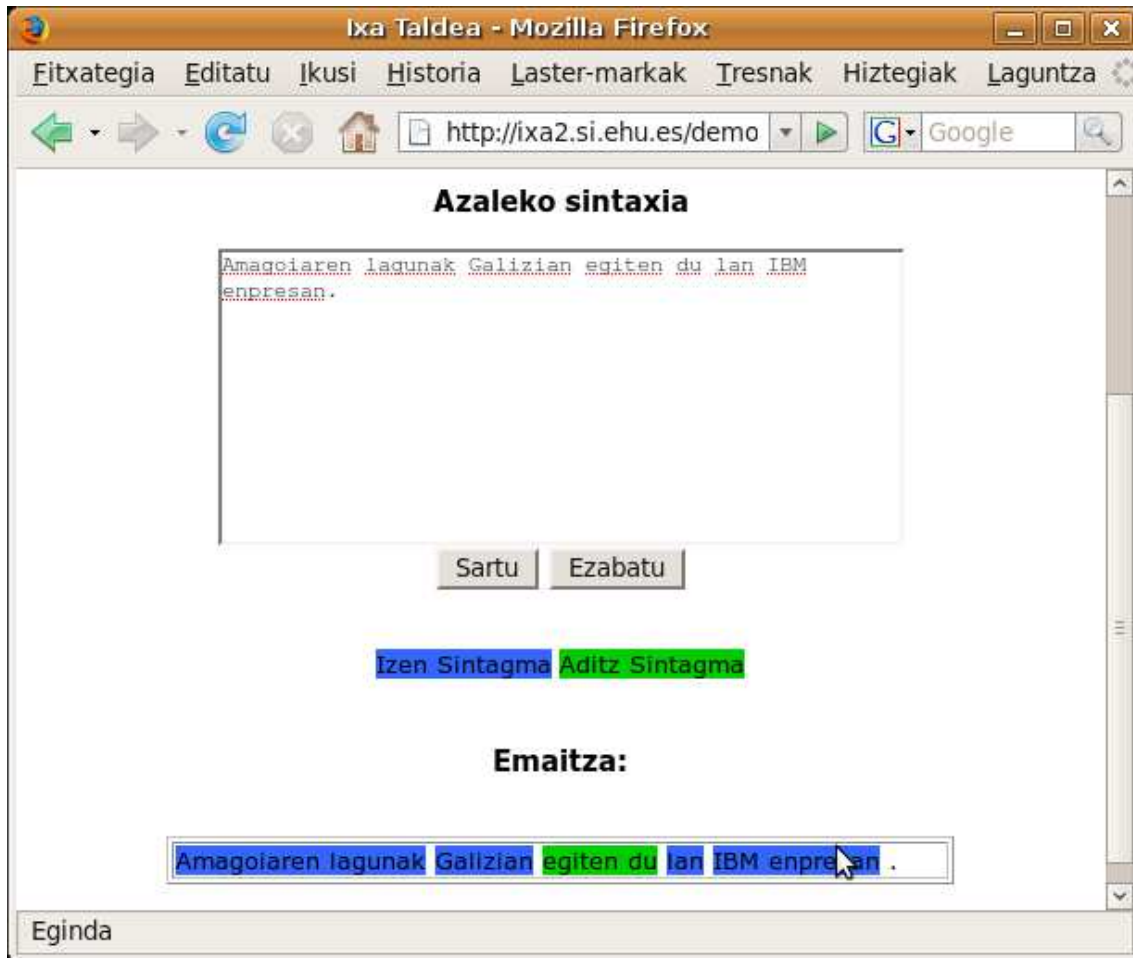 Ixa Taldea - Mozilla Firefox
Fitxategia Editatu Ikusi Historia Laster-markak Tresnak Hiztegiak Laguntza
http://ixa2.si.ehu.es/demo G Google
Azaleko sintaxia
Amagoiaren lagunak Galizian egiten du lan IBM
enpresan.
Sartu Ezabatu
Izen Sintagma Aditz Sintagma
Emaitza:
Amagoiaren lagunak Galizian egiten du lan IBM enpresan .
Eginda